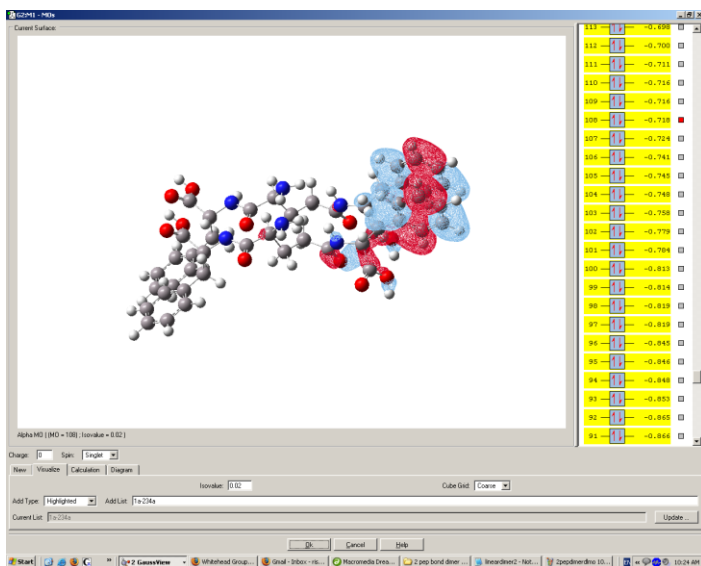 G2:M1 - MOs
Current Surface:
113 -0.698
112 -0.700
111 -0.711
110 -0.716
109 -0.716
108 -0.718
107 -0.724
106 -0.741
105 -0.745
104 -0.748
103 -0.758
102 -0.779
101 -0.784
100 -0.813
99 -0.814
98 -0.819
97 -0.819
96 -0.845
95 -0.846
94 -0.848
93 -0.853
92 -0.865
91 -0.866
Alpha MO ( (MO = 108) ; Isovalue = 0.02 )
Charge: 0 Spin: Singlet
New Visualize Calculation Diagram
Isovalue: 0.02 Cube Grid: Coarse
Add Type: Highlighted Add List: 1a-234a
Current List: 1a-234a Update ...
Ok Cancel Help
Start 2 GaussView Whitehead Group... Gmail - Inbox - ris... Macromedia Drea... 2 pep bond dimer ... lineardimer2 - Not... 2pepdimerdimo 10... 10:24 AM